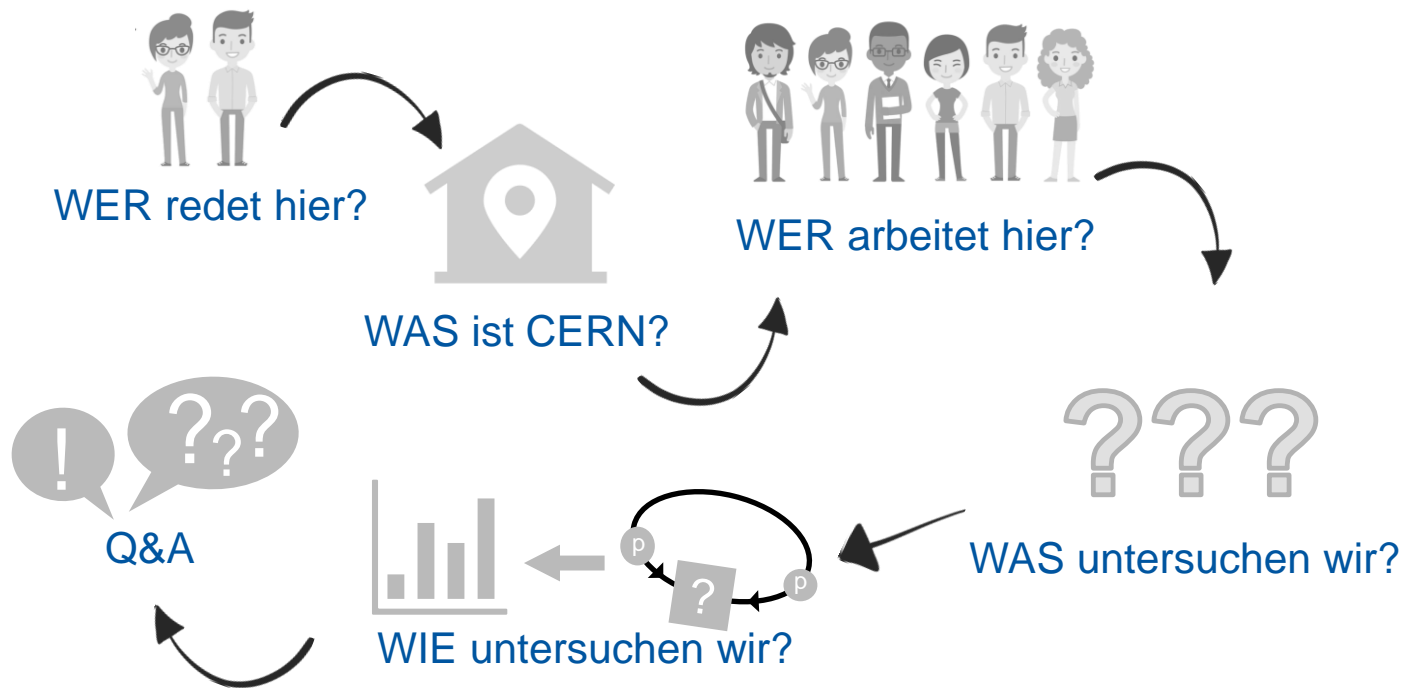 WER redet hier?
WAS ist CERN?
WER arbeitet hier?
???
WAS untersuchen wir?
p
p
?
WIE untersuchen wir?
!
????
Q&A